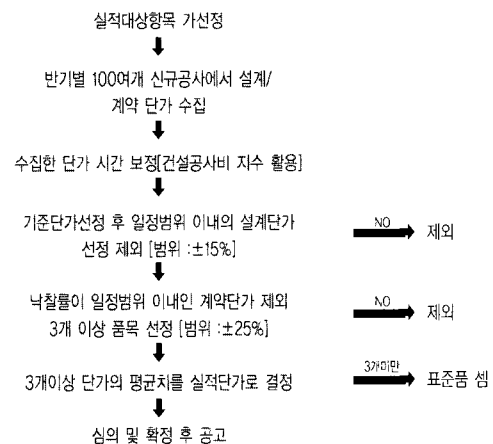 실적대상항목 가선정
반기별 100여개 신규공사에서 설계/
계약 단가 수집
수집한 단가 시간 보정[건설공사비 지수 활용]
기준단가선정 후 일정범위 이내의 설계단가
선정 제외 [범위 :±15%]
NO
제외
낙찰률이 일정범위 이내인 계약단가 제외
3개 이상 품목 선정 [범위 :±25%]
NO
제외
3개이상 단가의 평균치를 실적단가로 결정
3개미만
표준품 셈
심의 및 확정 후 공고